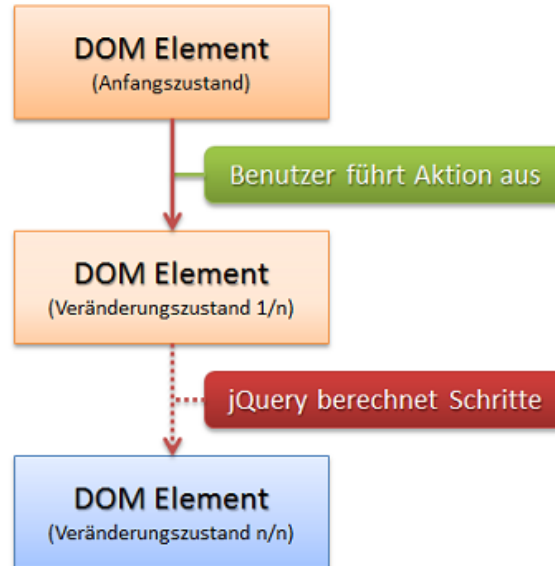 DOM Element
(Anfangszustand)
Benutzer führt Aktion aus
DOM Element
(Veränderungszustand 1/n)
jQuery berechnet Schritte
DOM Element
(Veränderungszustand n/n)